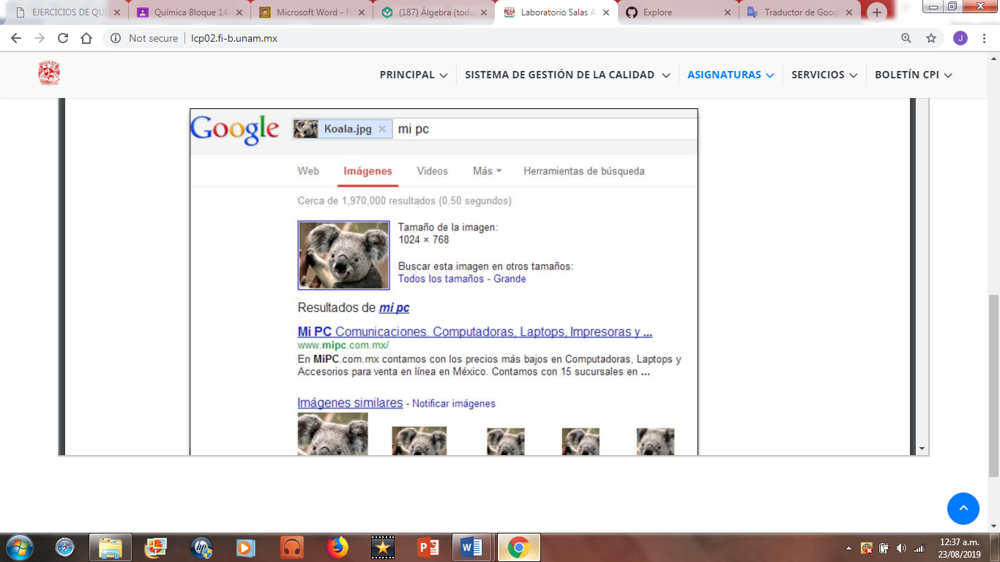 EJERCICIOS DE QU
Química Bloque 14
Microsoft Word - F
(187) Álgebra (todo
Laboratorio Salas A
Explore
Traductor de Goog
Not secure
lcp02.fi-b.unam.mx
J
PRINCIPAL
SISTEMA DE GESTIÓN DE LA CALIDAD
ASIGNATURAS
SERVICIOS
BOLETÍN CPI
Google
Koala.jpg
mi pc
Web
Imágenes
Videos
Más
Herramientas de búsqueda
Cerca de 1,970,000 resultados (0.50 segundos)
Tamaño de la imagen:
1024 × 768
Buscar esta imagen en otros tamaños:
Todos los tamaños - Grande
Resultados de mi pc
Mi PC Comunicaciones. Computadoras, Laptops, Impresoras y ...
www.mipc.com.mx/
En MiPC.com.mx contamos con los precios más bajos en Computadoras, Laptops y
Accesorios para venta en línea en México. Contamos con 15 sucursales en ...
Imágenes similares - Notificar imágenes
12:37 a.m.
23/08/2019